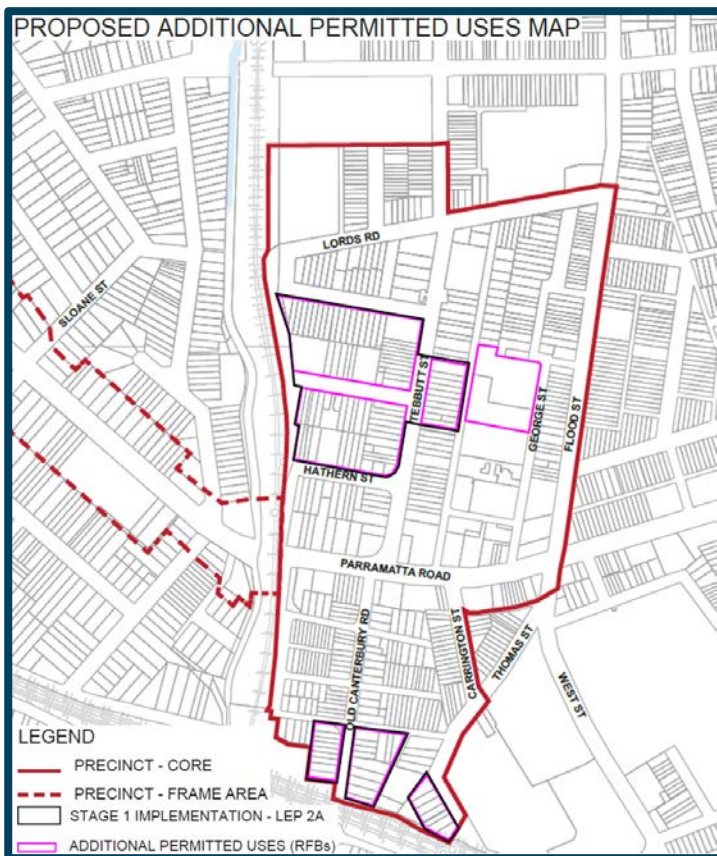 PROPOSED ADDITIONAL PERMITTED USES MAP
LORDS RD
SLOANE ST
TEBBUTT ST
GEORGE ST
FLOOD ST
HATHERN ST
PARRAMATTA ROAD
OLD CANTERBURY RD
CARRINGTON ST
THOMAS ST
WEST ST
LEGEND
PRECINCT - CORE
PRECINCT - FRAME AREA
STAGE 1 IMPLEMENTATION - LEP 2A
ADDITIONAL PERMITTED USES (RFBs)